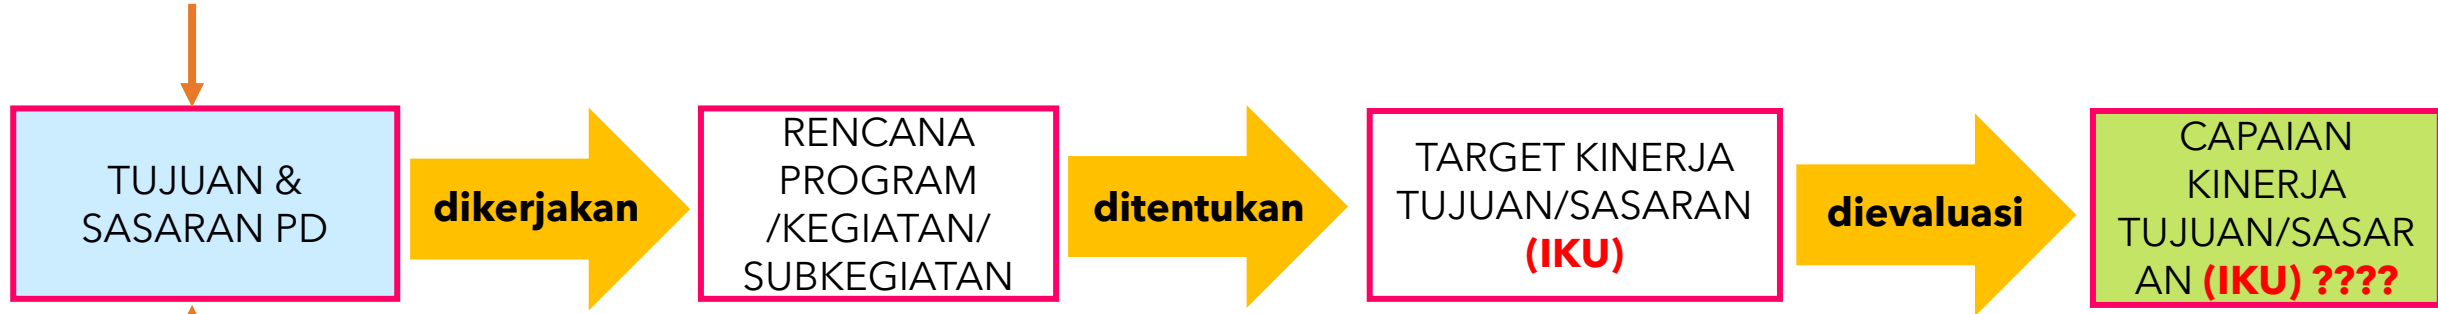 TUJUAN &
SASARAN PD
dikerjakan
RENCANA
PROGRAM
/KEGIATAN/
SUBKEGIATAN
ditentukan
TARGET KINERJA
TUJUAN/SASARAN
(IKU)
dievaluasi
CAPAIAN
KINERJA
TUJUAN/SASAR
AN (IKU) ????